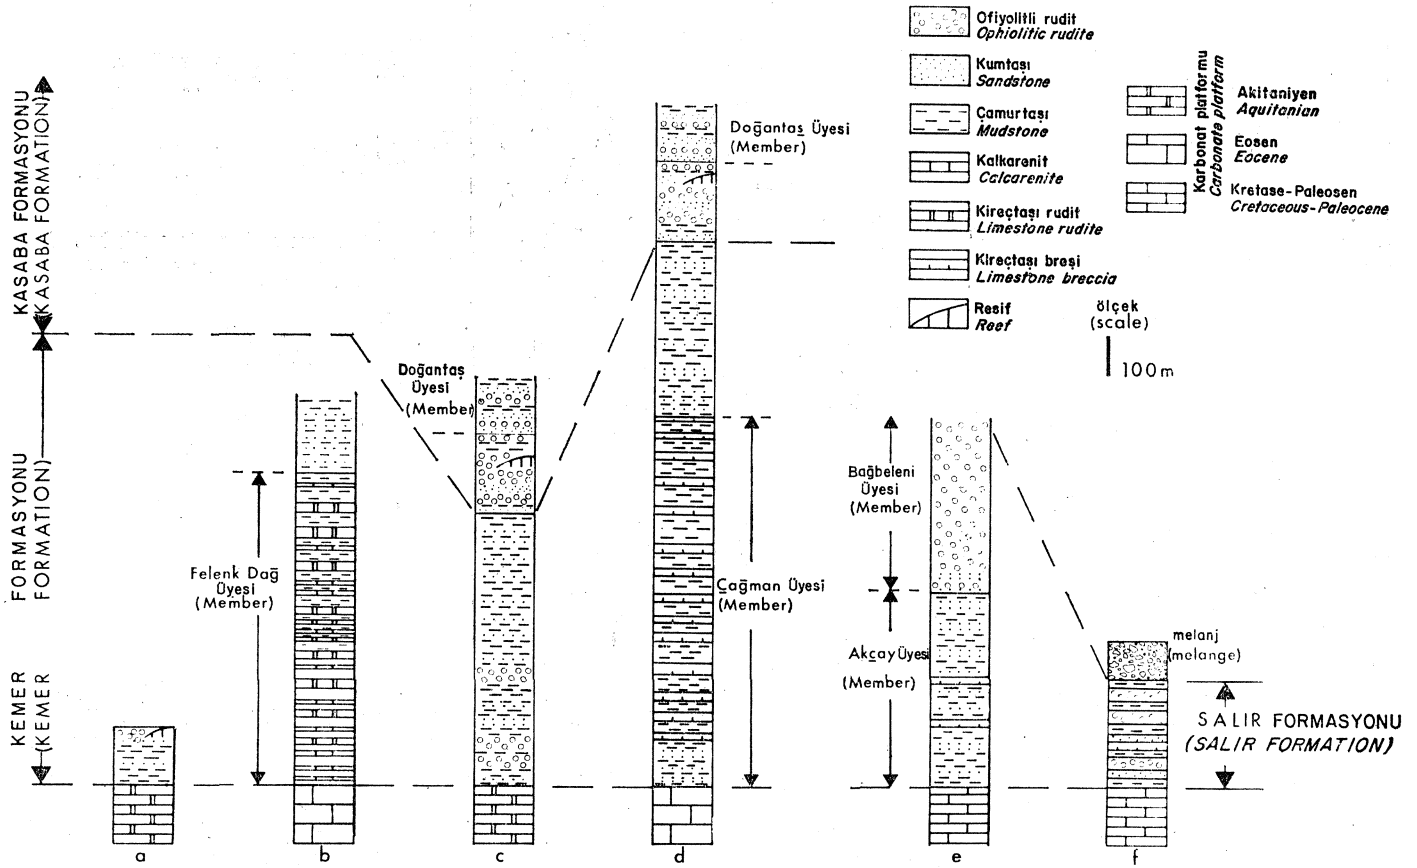 KASABA FORMASYONU
(KASABA FORMATION)
KEMER FORMASYONU
(KEMER FORMATION)
Felenk Dağ
Üyesi
(Member)
Doğantaş
Üyesi
(Member)
Doğantaş Üyesi
(Member)
Çağman Üyesi
(Member)
Bağbeleni
Üyesi
(Member)
Akçay Üyesi
(Member)
melanj
(melange)
SALIR FORMASYONU
(SALIR FORMATION)
a
b
c
d
e
f
Ofiyolitli rudit
Ophiolitic rudite
Kumtaşı
Sandstone
Çamurtaşı
Mudstone
Kalkarenit
Calcarenite
Kireçtaşı rudit
Limestone rudite
Kireçtaşı breşi
Limestone breccia
Resif
Reef
Karbonat platformu
Carbonate platform
Akitaniyen
Aquitanian
Eosen
Eocene
Kretase-Paleosen
Cretaceous-Paleocene
ölçek
(scale)
100m